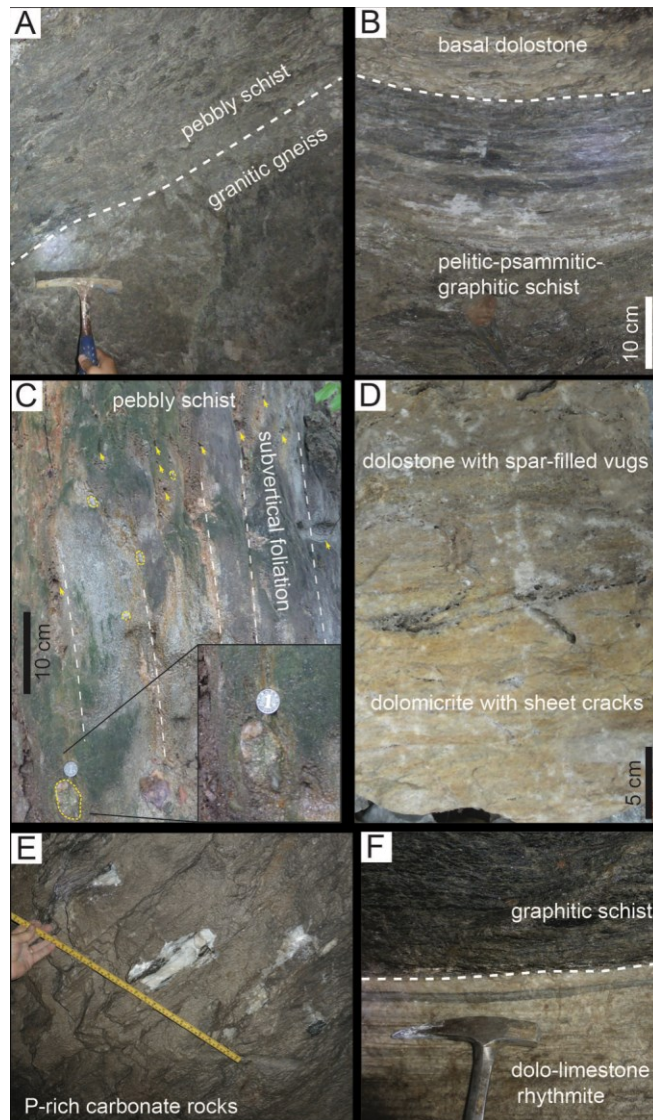 A
pebbly schist
granitic gneiss
B
basal dolostone
pelitic-psammitic-
graphitic schist
10 cm
C
pebbly schist
subvertical foliation
10 cm
1
D
dolostone with spar-filled vugs
dolomicrite with sheet cracks
5 cm
E
P-rich carbonate rocks
F
graphitic schist
dolo-limestone
rhythmite